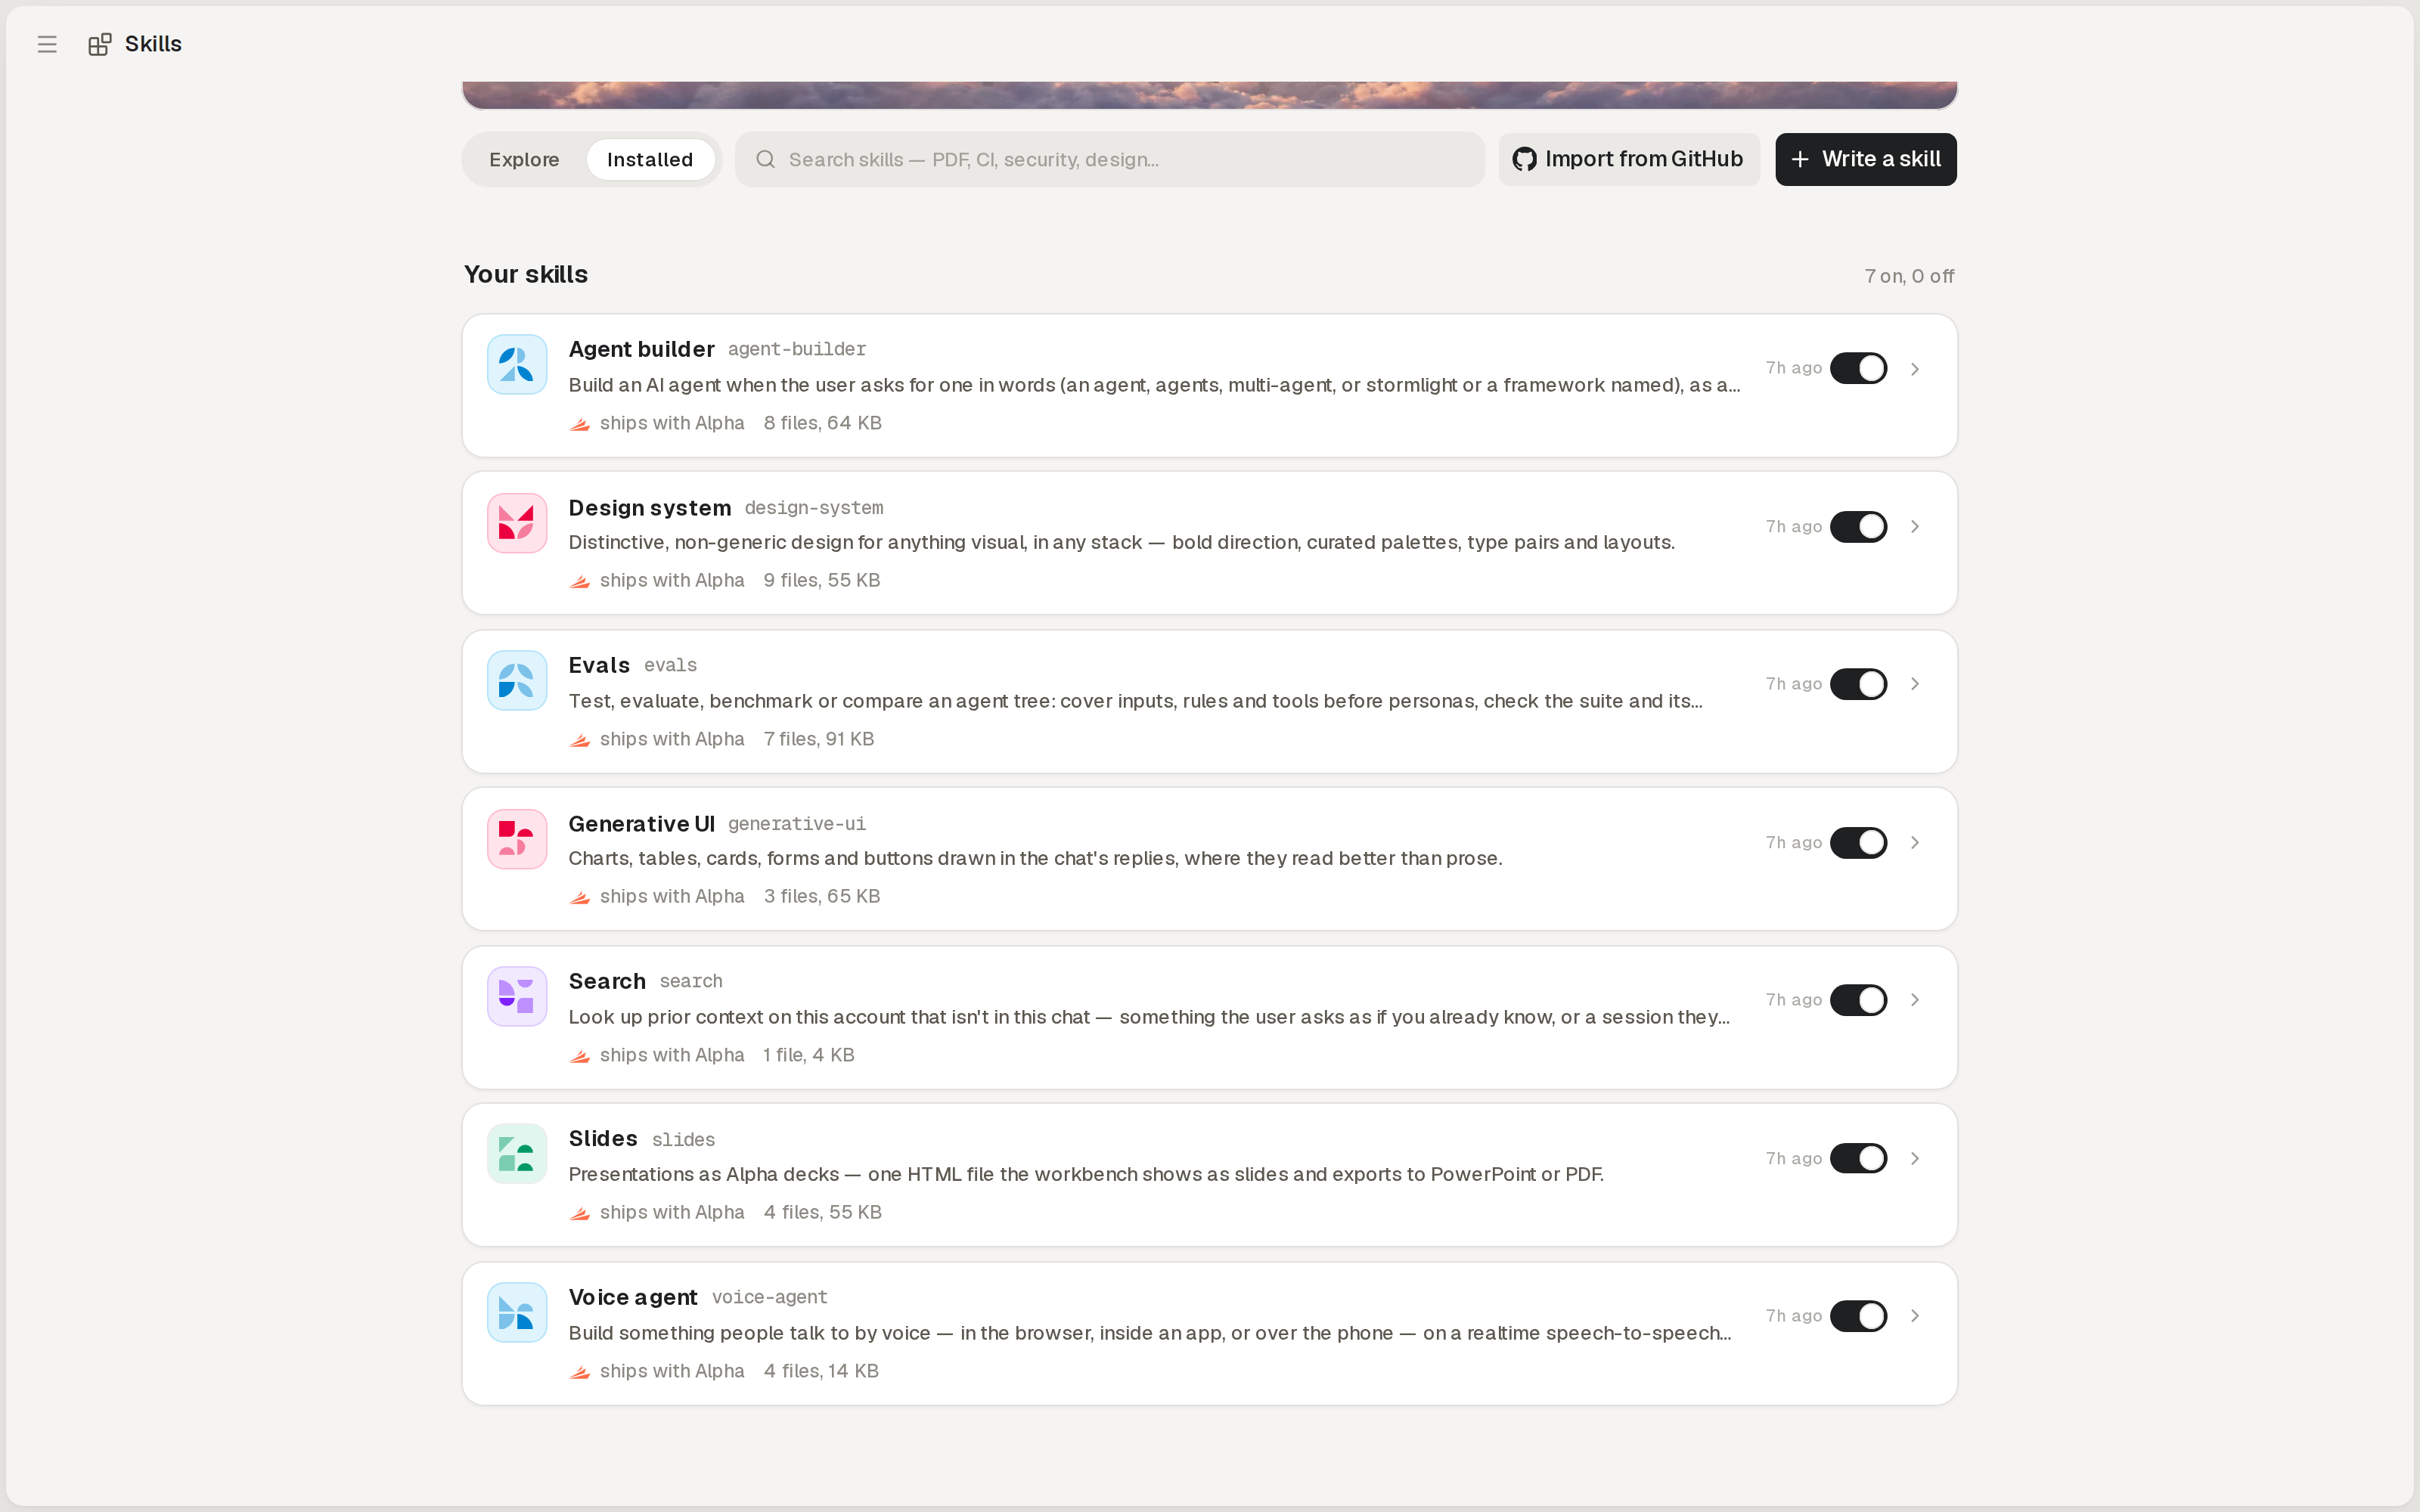 Skills
Explore
Installed
Search skills — PDF, CI, security, design...
Import from GitHub
Write a skill
Your skills
7 on, 0 off
Agent builder agent-builder
7h ago
Build an AI agent when the user asks for one in words (an agent, agents, multi-agent, or stormlight or a framework named), as a...
ships with Alpha 8 files, 64 KB
Design system design-system
7h ago
Distinctive, non-generic design for anything visual, in any stack — bold direction, curated palettes, type pairs and layouts.
ships with Alpha 9 files, 55 KB
Evals evals
7h ago
Test, evaluate, benchmark or compare an agent tree: cover inputs, rules and tools before personas, check the suite and its...
ships with Alpha 7 files, 91 KB
Generative UI generative-ui
7h ago
Charts, tables, cards, forms and buttons drawn in the chat's replies, where they read better than prose.
ships with Alpha 3 files, 65 KB
Search search
7h ago
Look up prior context on this account that isn't in this chat — something the user asks as if you already know, or a session they...
ships with Alpha 1 file, 4 KB
Slides slides
7h ago
Presentations as Alpha decks — one HTML file the workbench shows as slides and exports to PowerPoint or PDF.
ships with Alpha 4 files, 55 KB
Voice agent voice-agent
7h ago
Build something people talk to by voice — in the browser, inside an app, or over the phone — on a realtime speech-to-speech...
ships with Alpha 4 files, 14 KB